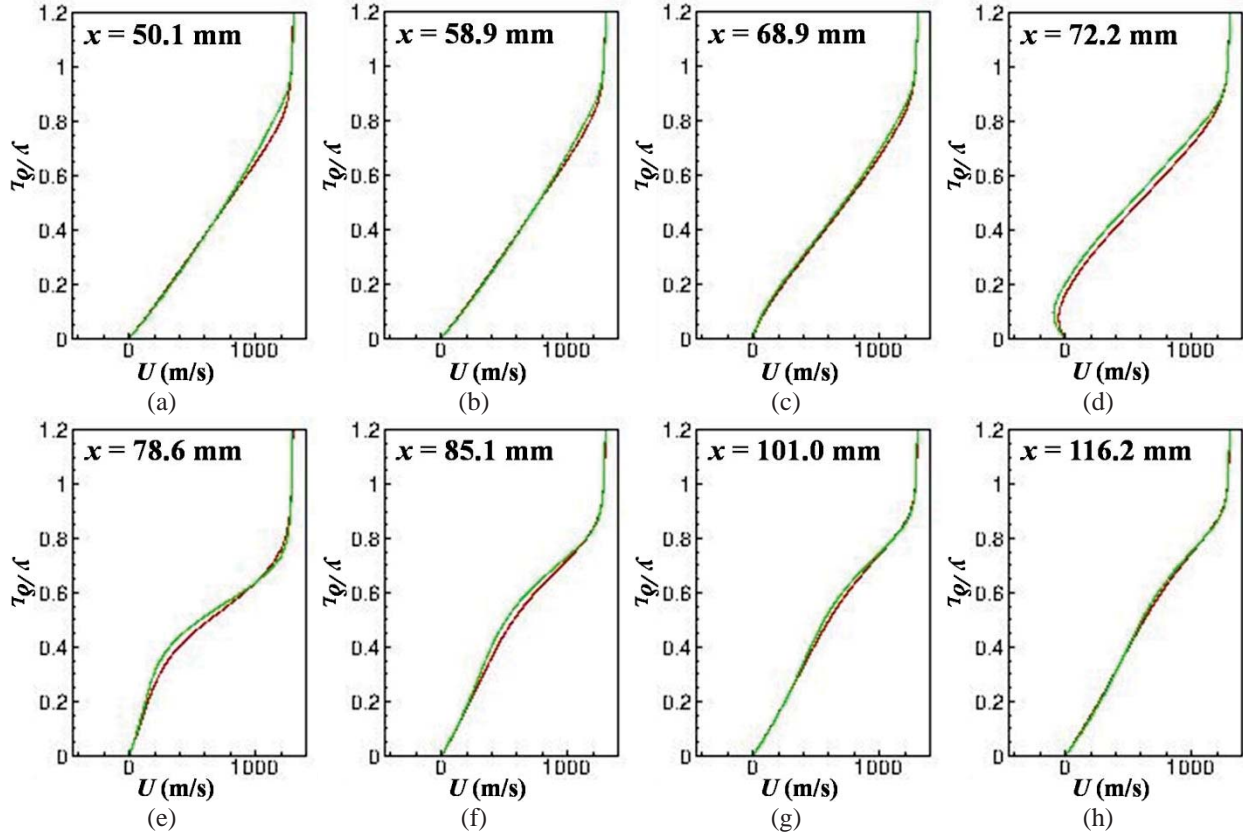 x = 50.1 mm
x = 58.9 mm
x = 68.9 mm
x = 72.2 mm
1.2 1.2 1.2 1.2
1 1 1 1
0.8 0.8 0.8 0.8
y/δL y/δL y/δL y/δL
0.6 0.6 0.6 0.6
0.4 0.4 0.4 0.4
0.2 0.2 0.2 0.2
0 0 0 0
0 1000 0 1000 0 1000 0 1000
U (m/s) U (m/s) U (m/s) U (m/s)
(a) (b) (c) (d)
x = 78.6 mm
x = 85.1 mm
x = 101.0 mm
x = 116.2 mm
1.2 1.2 1.2 1.2
1 1 1 1
0.8 0.8 0.8 0.8
y/δL y/δL y/δL y/δL
0.6 0.6 0.6 0.6
0.4 0.4 0.4 0.4
0.2 0.2 0.2 0.2
0 0 0 0
0 1000 0 1000 0 1000 0 1000
U (m/s) U (m/s) U (m/s) U (m/s)
(e) (f) (g) (h)